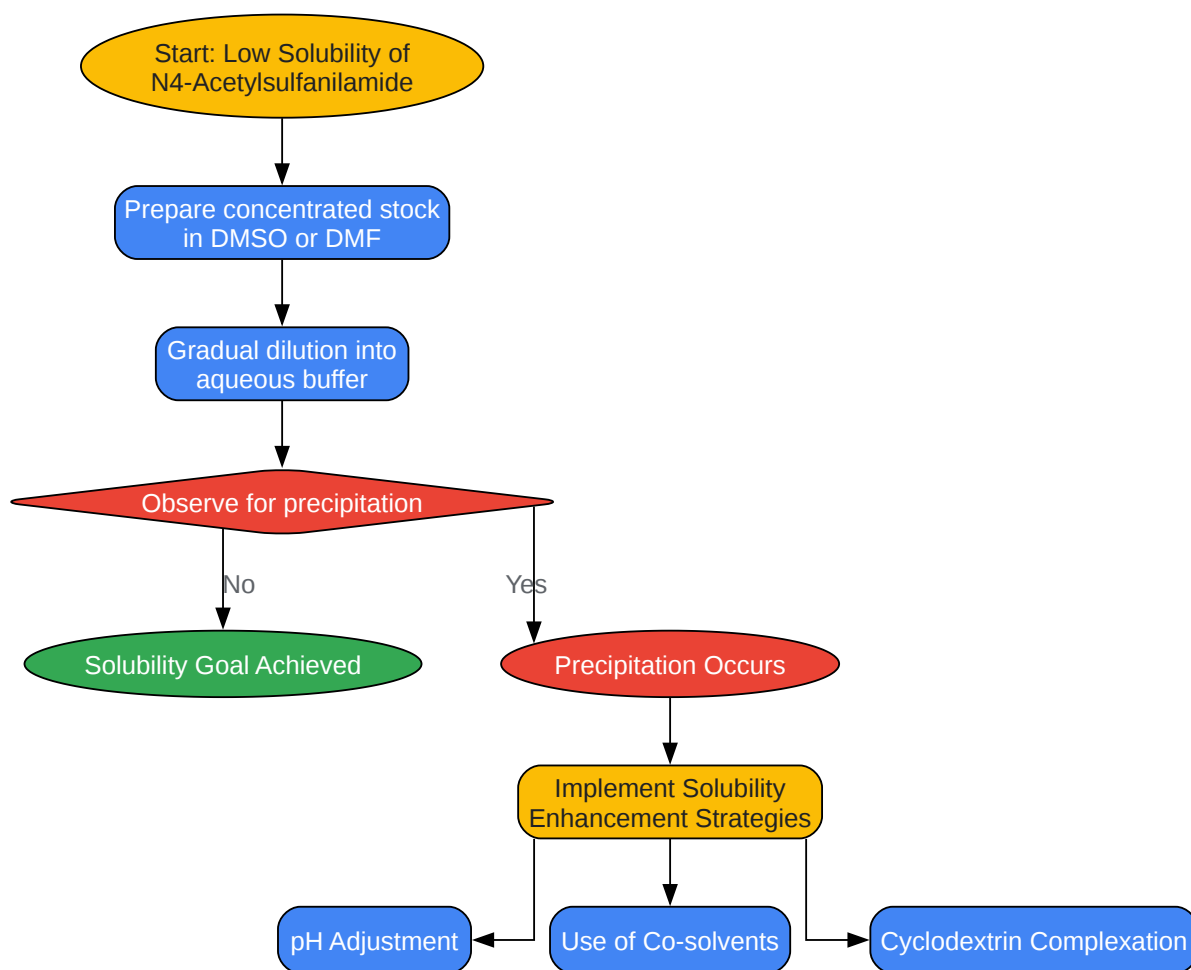 Start: Low Solubility of
N4-Acetylsulfanilamide
Prepare concentrated stock
in DMSO or DMF
Gradual dilution into
aqueous buffer
Observe for precipitation
No
Yes
Solubility Goal Achieved
Precipitation Occurs
Implement Solubility
Enhancement Strategies
pH Adjustment
Use of Co-solvents
Cyclodextrin Complexation